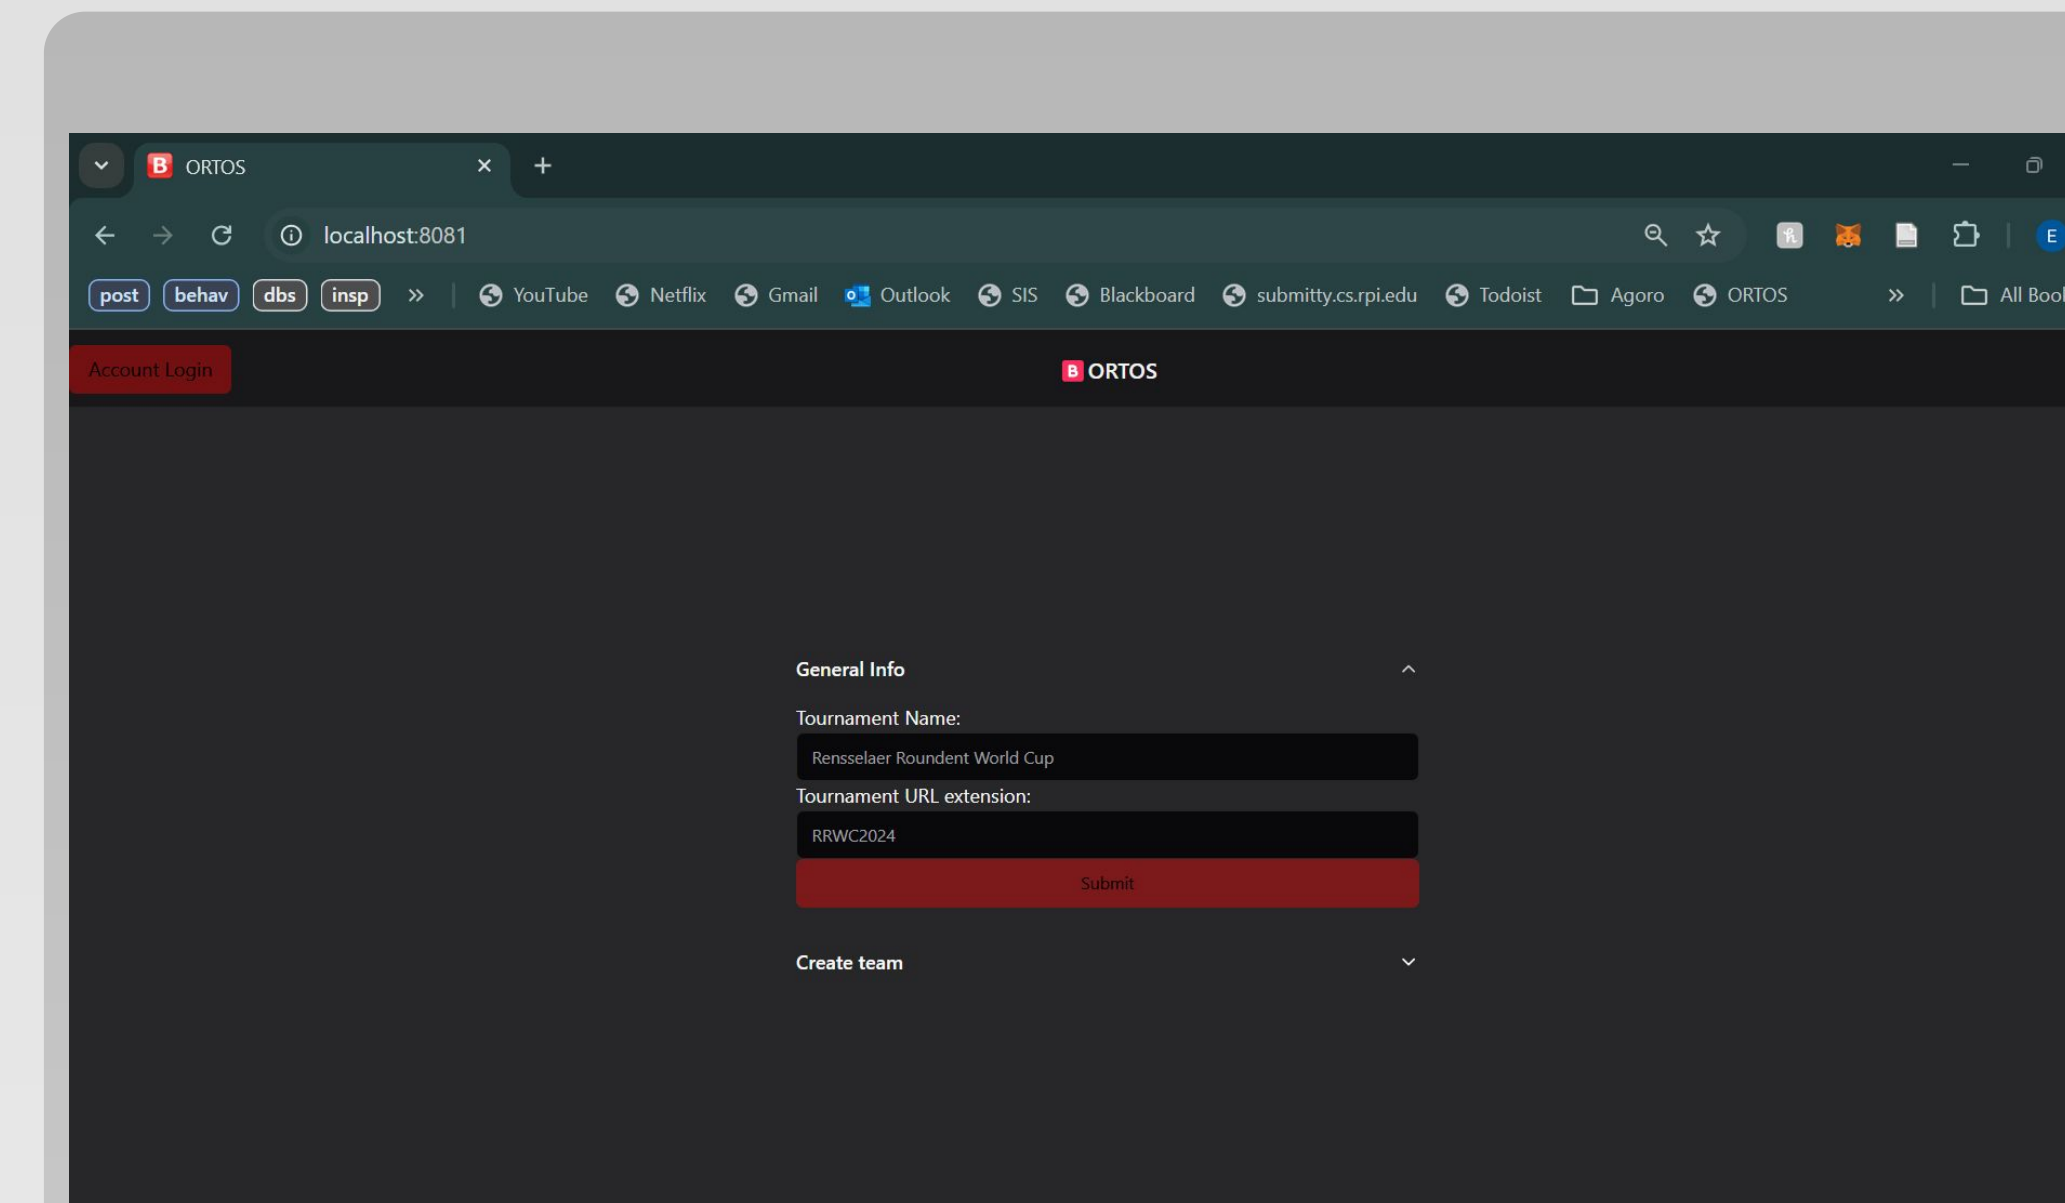 B ORTOS
localhost:8081
E
post behav dbs insp YouTube Netflix Gmail Outlook SIS Blackboard submitty.cs.rpi.edu Todoist Agoro ORTOS All Boo
Account Login
B ORTOS
General Info
Tournament Name:
Rensselaer Roundent World Cup
Tournament URL extension:
RRWC2024
Submit
Create team